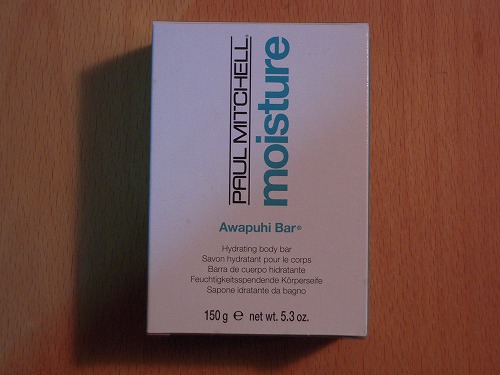 PAUL MITCHELL®
moisture
Awapuhi Bar®
Hydrating body bar
Savon hydratant pour le corps
Barra de cuerpo hidratante
Feuchtigkeitsspendende Körperseife
Sapone idratante da bagno
150 g ℮ net wt. 5.3 oz.